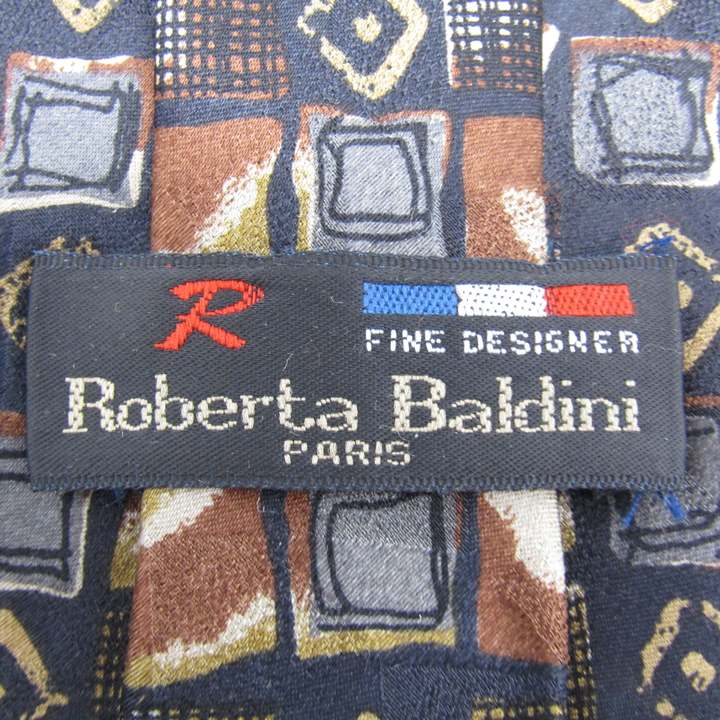 R
FINE DESIGNER
Roberta Baldini
PARIS